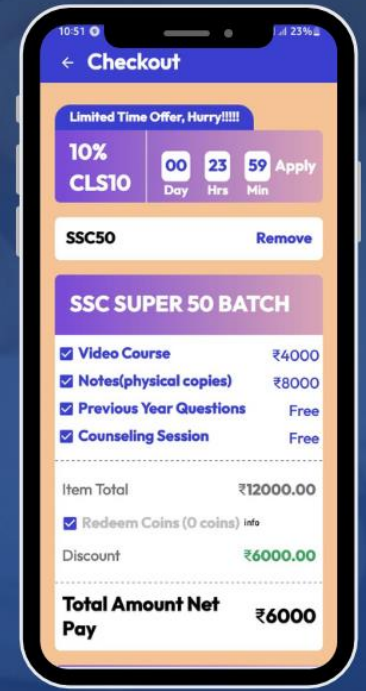 10:51
23%
← Checkout
Limited Time Offer, Hurry!!!!!
10%
CLS10
00 23 59 Apply
Day Hrs Min
SSC50 Remove
SSC SUPER 50 BATCH
Video Course ₹4000
Notes(physical copies) ₹8000
Previous Year Questions Free
Counseling Session Free
Item Total ₹12000.00
Redeem Coins (0 coins) info
Discount ₹6000.00
Total Amount Net
Pay ₹6000